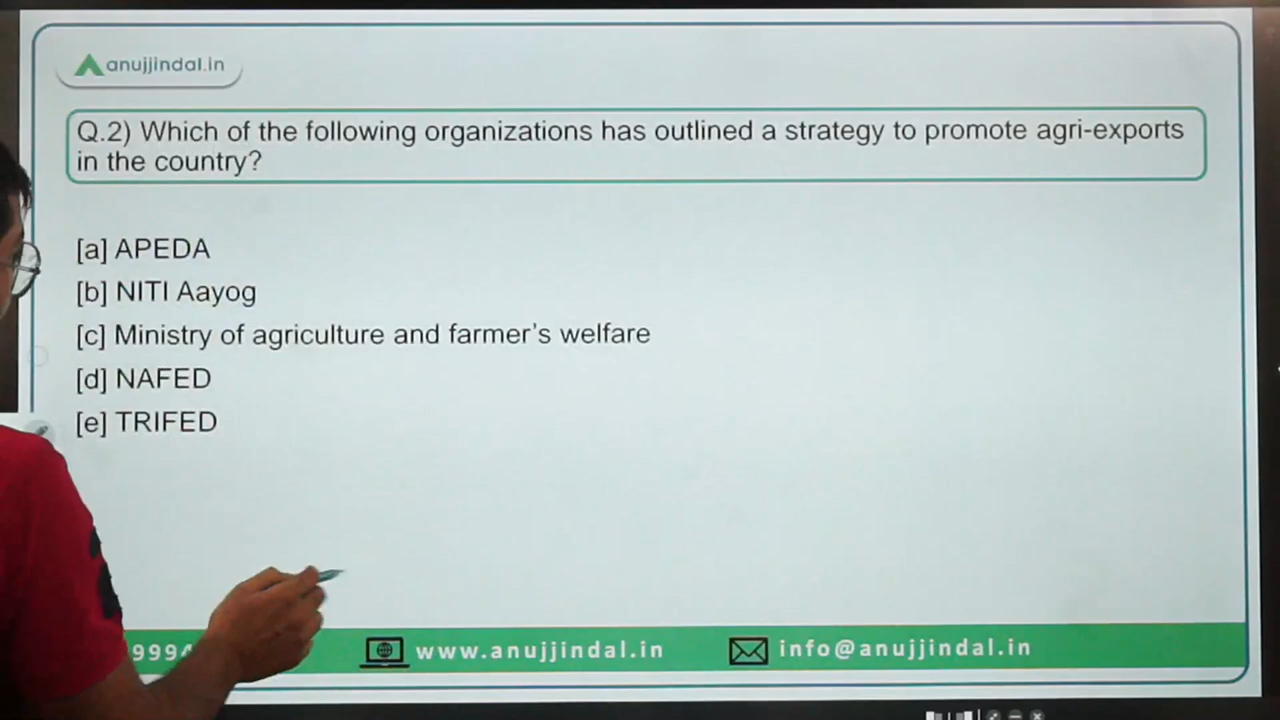 anujjindal.in
Q.2) Which of the following organizations has outlined a strategy to promote agri-exports
in the country?
[a] APEDA
[b] NITI Aayog
[c] Ministry of agriculture and farmer's welfare
[d] NAFED
[e] TRIFED
9994 www.anujjindal.in info@anujjindal.in